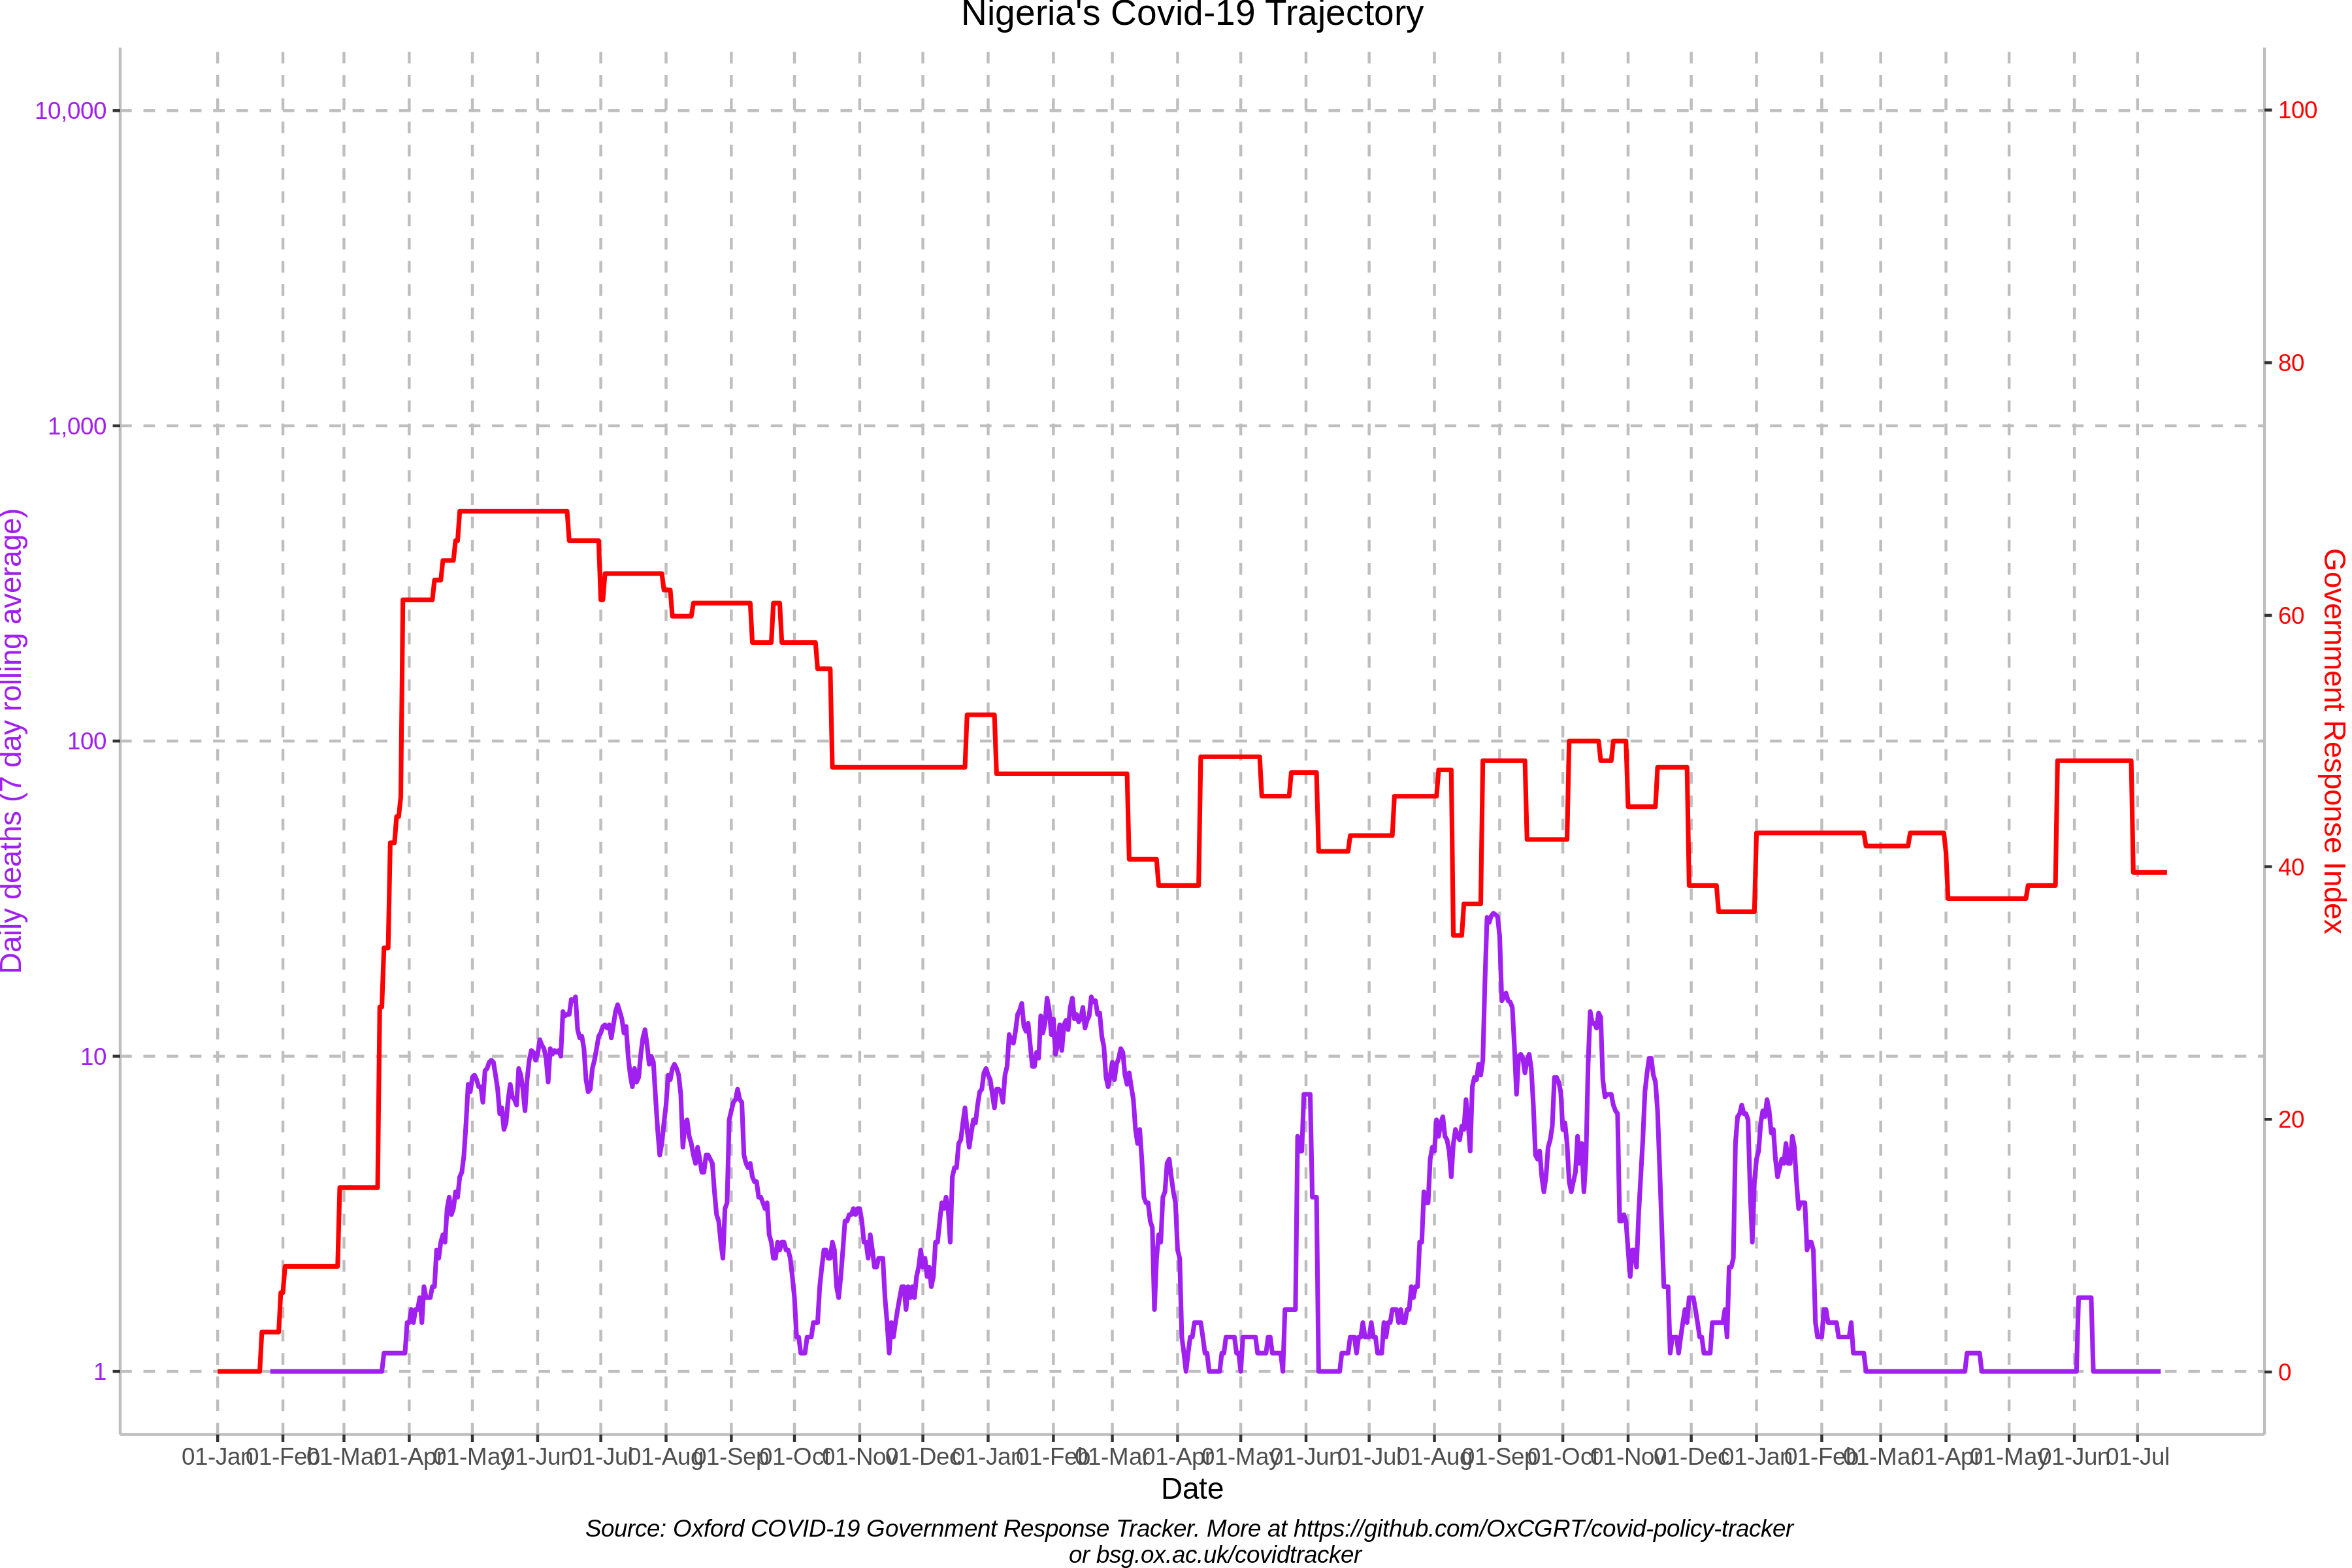 Nigeria's Covid-19 Trajectory
Daily deaths (7 day rolling average)
10,000
1,000
100
10
1
Government Response Index
100
80
60
40
20
0
01-Jan 01-Feb 01-Mar 01-Apr 01-May 01-Jun 01-Jul 01-Aug 01-Sep 01-Oct 01-Nov 01-Dec 01-Jan 01-Feb 01-Mar 01-Apr 01-May 01-Jun 01-Jul 01-Aug 01-Sep 01-Oct 01-Nov 01-Dec 01-Jan 01-Feb 01-Mar 01-Apr 01-May 01-Jun 01-Jul
Date
Source: Oxford COVID-19 Government Response Tracker. More at https://github.com/OxCGRT/covid-policy-tracker
or bsg.ox.ac.uk/covidtracker